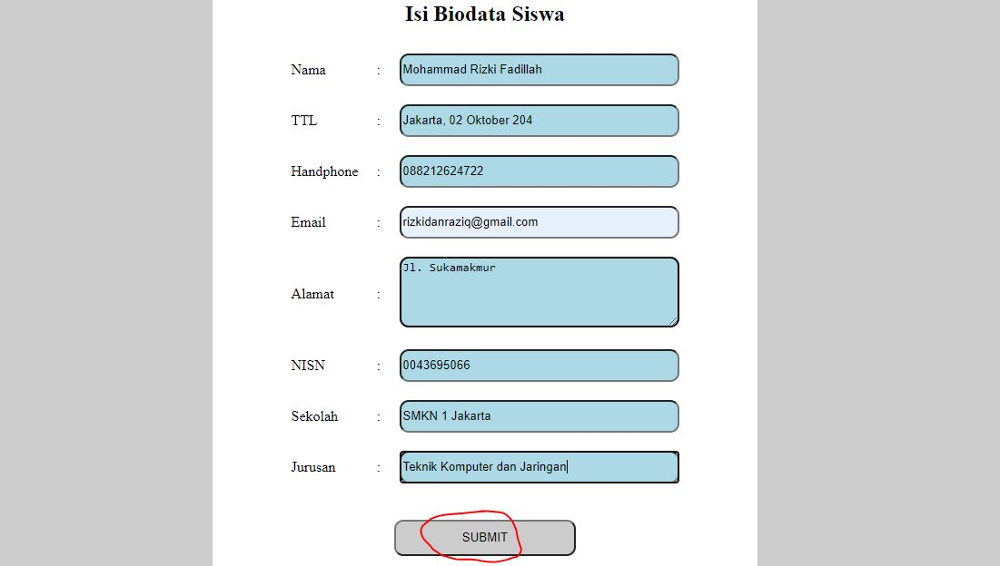 Isi Biodata Siswa
Nama : Mohammad Rizki Fadillah
TTL : Jakarta, 02 Oktober 204
Handphone : 088212624722
Email : rizkidanraziq@gmail.com
Alamat : Jl. Sukamakmur
NISN : 0043695066
Sekolah : SMKN 1 Jakarta
Jurusan : Teknik Komputer dan Jaringan
SUBMIT